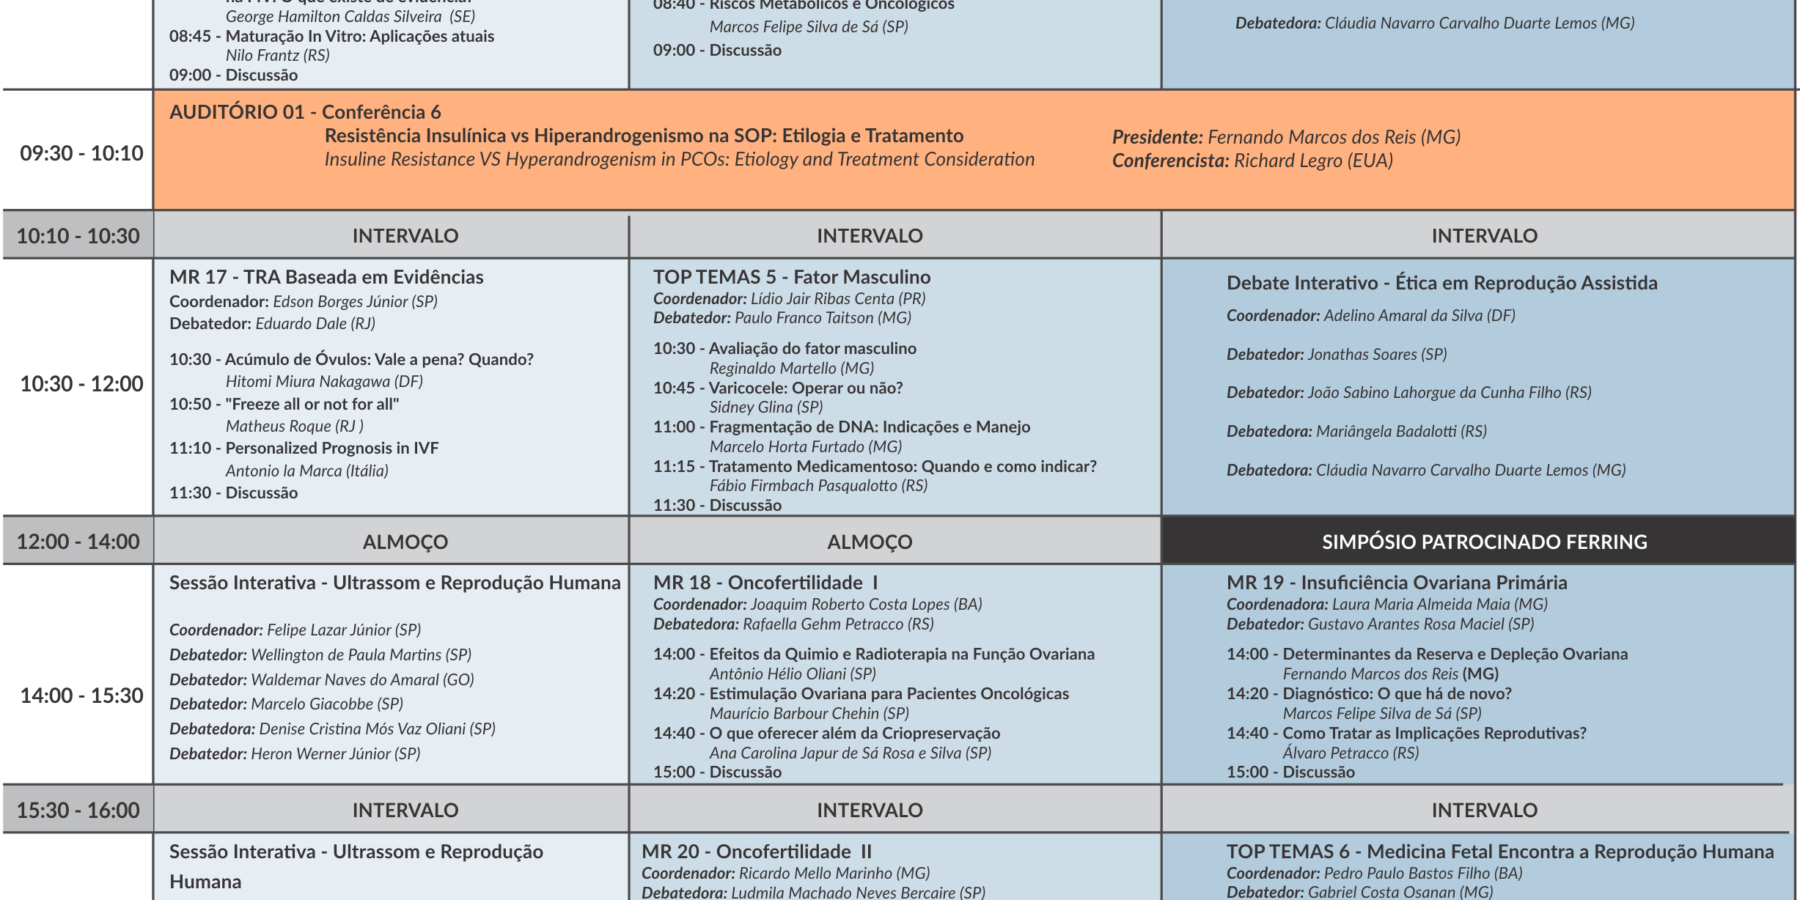 na FIV: O que existe de evidência?
George Hamilton Caldas Silveira (SE)
08:45 - Maturação In Vitro: Aplicações atuais
Nilo Frantz (RS)
09:00 - Discussão
08:40 - Riscos Metabólicos e Oncológicos
Marcos Felipe Silva de Sá (SP)
09:00 - Discussão
Debatedora: Cláudia Navarro Carvalho Duarte Lemos (MG)
09:30 - 10:10
AUDITÓRIO 01 - Conferência 6
Resistência Insulínica vs Hiperandrogenismo na SOP: Etilogia e Tratamento
Insuline Resistance VS Hyperandrogenism in PCOs: Etiology and Treatment Consideration
Presidente: Fernando Marcos dos Reis (MG)
Conferencista: Richard Legro (EUA)
10:10 - 10:30
INTERVALO
INTERVALO
INTERVALO
10:30 - 12:00
MR 17 - TRA Baseada em Evidências
Coordenador: Edson Borges Júnior (SP)
Debatedor: Eduardo Dale (RJ)
10:30 - Acúmulo de Óvulos: Vale a pena? Quando?
Hitomi Miura Nakagawa (DF)
10:50 - "Freeze all or not for all"
Matheus Roque (RJ )
11:10 - Personalized Prognosis in IVF
Antonio la Marca (Itália)
11:30 - Discussão
TOP TEMAS 5 - Fator Masculino
Coordenador: Lídio Jair Ribas Centa (PR)
Debatedor: Paulo Franco Taitson (MG)
10:30 - Avaliação do fator masculino
Reginaldo Martello (MG)
10:45 - Varicocele: Operar ou não?
Sidney Glina (SP)
11:00 - Fragmentação de DNA: Indicações e Manejo
Marcelo Horta Furtado (MG)
11:15 - Tratamento Medicamentoso: Quando e como indicar?
Fábio Firmbach Pasqualotto (RS)
11:30 - Discussão
Debate Interativo - Ética em Reprodução Assistida
Coordenador: Adelino Amaral da Silva (DF)
Debatedor: Jonathas Soares (SP)
Debatedor: João Sabino Lahorgue da Cunha Filho (RS)
Debatedor: Mariângela Badalotti (RS)
Debatedora: Cláudia Navarro Carvalho Duarte Lemos (MG)
12:00 - 14:00
ALMOÇO
ALMOÇO
SIMPÓSIO PATROCINADO FERRING
14:00 - 15:30
Sessão Interativa - Ultrassom e Reprodução Humana
Coordenador: Felipe Lazar Júnior (SP)
Debatedor: Wellington de Paula Martins (SP)
Debatedor: Waldemar Naves do Amaral (GO)
Debatedor: Marcelo Giacobbe (SP)
Debatedora: Denise Cristina Mós Vaz Oliani (SP)
Debatedor: Heron Werner Júnior (SP)
MR 18 - Oncofertilidade I
Coordenador: Joaquim Roberto Costa Lopes (BA)
Debatedora: Rafaella Gehm Petracco (RS)
14:00 - Efeitos da Quimio e Radioterapia na Função Ovariana
Antônio Hélio Oliani (SP)
14:20 - Estimulação Ovariana para Pacientes Oncológicas
Maurício Barbour Chehin (SP)
14:40 - O que oferecer além da Criopreservação
Ana Carolina Japur de Sá Rosa e Silva (SP)
15:00 - Discussão
MR 19 - Insuficiência Ovariana Primária
Coordenadora: Laura Maria Almeida Maia (MG)
Debatedor: Gustavo Arantes Rosa Maciel (SP)
14:00 - Determinantes da Reserva e Depleção Ovariana
Fernando Marcos dos Reis (MG)
14:20 - Diagnóstico: O que há de novo?
Marcos Felipe Silva de Sá (SP)
14:40 - Como Tratar as Implicações Reprodutivas?
Álvaro Petracco (RS)
15:00 - Discussão
15:30 - 16:00
INTERVALO
INTERVALO
INTERVALO
Sessão Interativa - Ultrassom e Reprodução
Humana
MR 20 - Oncofertilidade II
Coordenador: Ricardo Mello Marinho (MG)
Debatedora: Ludmila Machado Neves Bercaire (SP)
TOP TEMAS 6 - Medicina Fetal Encontra a Reprodução Humana
Coordenador: Pedro Paulo Bastos Filho (BA)
Debatedor: Gabriel Costa Osanan (MG)